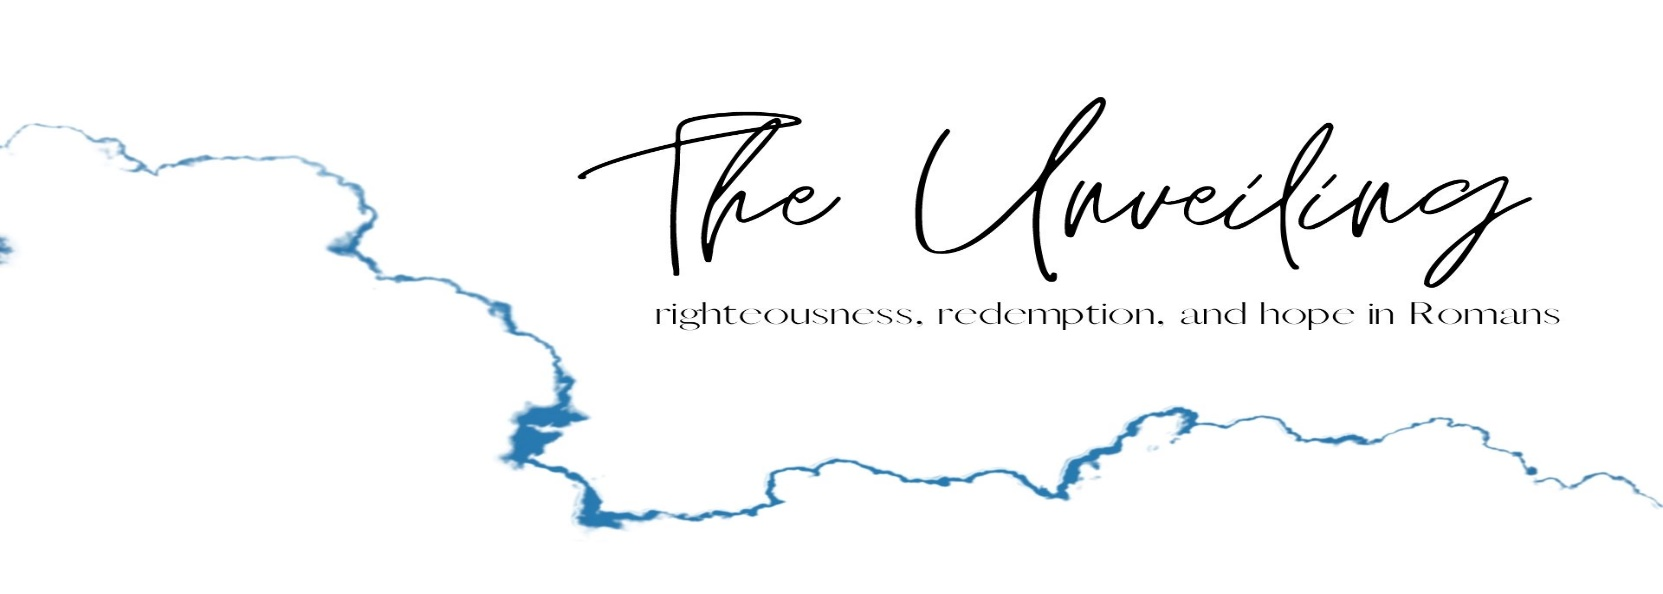 The Unveiling
righteousness, redemption, and hope in Romans